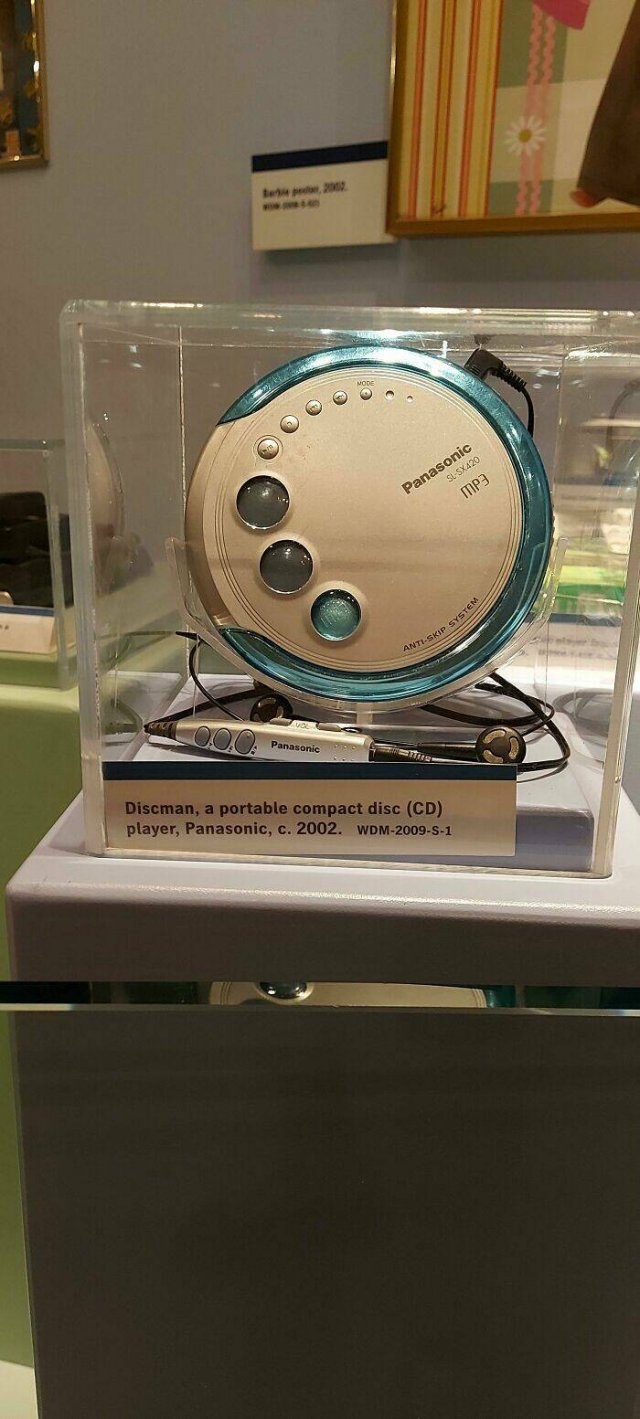 Barbie poster, 2002.
MODE
Panasonic
SL-SX420
MP3
ANTI-SKIP SYSTEM
VOL
Panasonic
Discman, a portable compact disc (CD)
player, Panasonic, c. 2002. WDM-2009-S-1